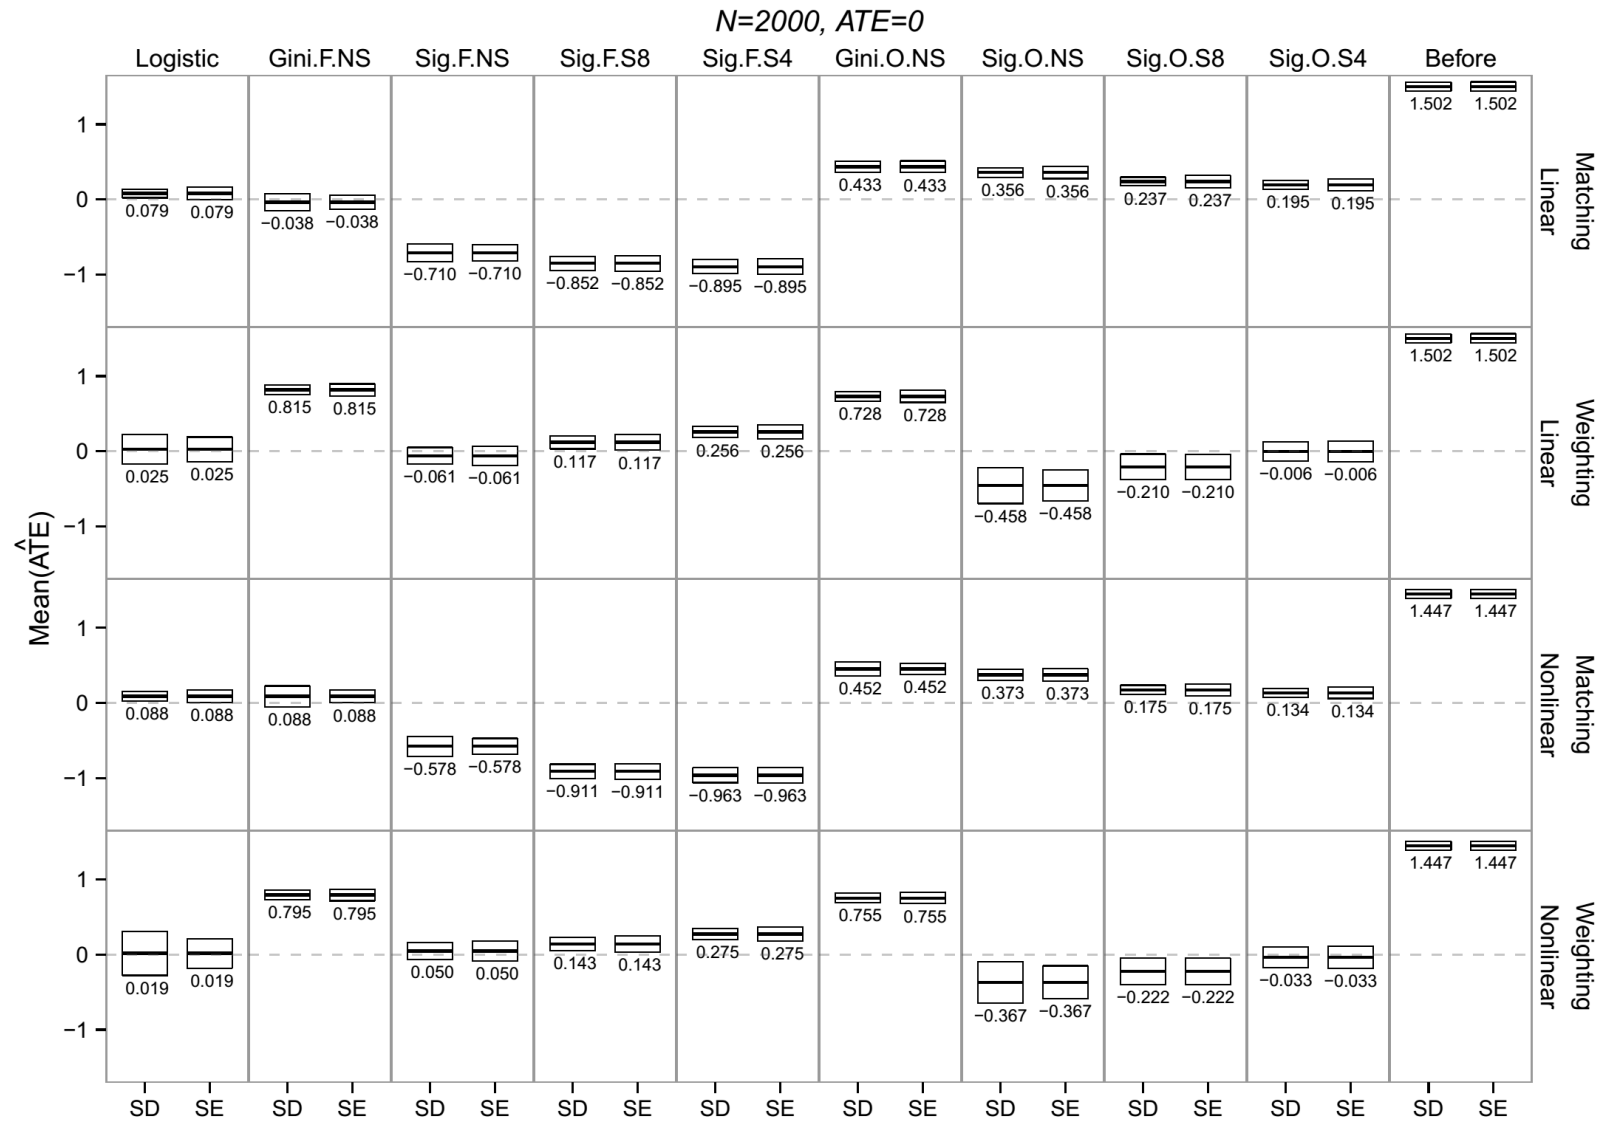 N=2000, ATE=0
Logistic Gini.F.NS Sig.F.NS Sig.F.S8 Sig.F.S4 Gini.O.NS Sig.O.NS Sig.O.S8 Sig.O.S4 Before
Mean(AT̂E)
1
0
−1
0.079 0.079 −0.038 −0.038 −0.710 −0.710 −0.852 −0.852 −0.895 −0.895 0.433 0.433 0.356 0.356 0.237 0.237 0.195 0.195 1.502 1.502
Matching
Linear
1
0
−1
0.025 0.025 0.815 0.815 −0.061 −0.061 0.117 0.117 0.256 0.256 0.728 0.728 −0.458 −0.458 −0.210 −0.210 −0.006 −0.006 1.502 1.502
Weighting
Linear
1
0
−1
0.088 0.088 0.088 0.088 −0.578 −0.578 −0.911 −0.911 −0.963 −0.963 0.452 0.452 0.373 0.373 0.175 0.175 0.134 0.134 1.447 1.447
Matching
Nonlinear
1
0
−1
0.019 0.019 0.795 0.795 0.050 0.050 0.143 0.143 0.275 0.275 0.755 0.755 −0.367 −0.367 −0.222 −0.222 −0.033 −0.033 1.447 1.447
Weighting
Nonlinear
SD SE SD SE SD SE SD SE SD SE SD SE SD SE SD SE SD SE SD SE